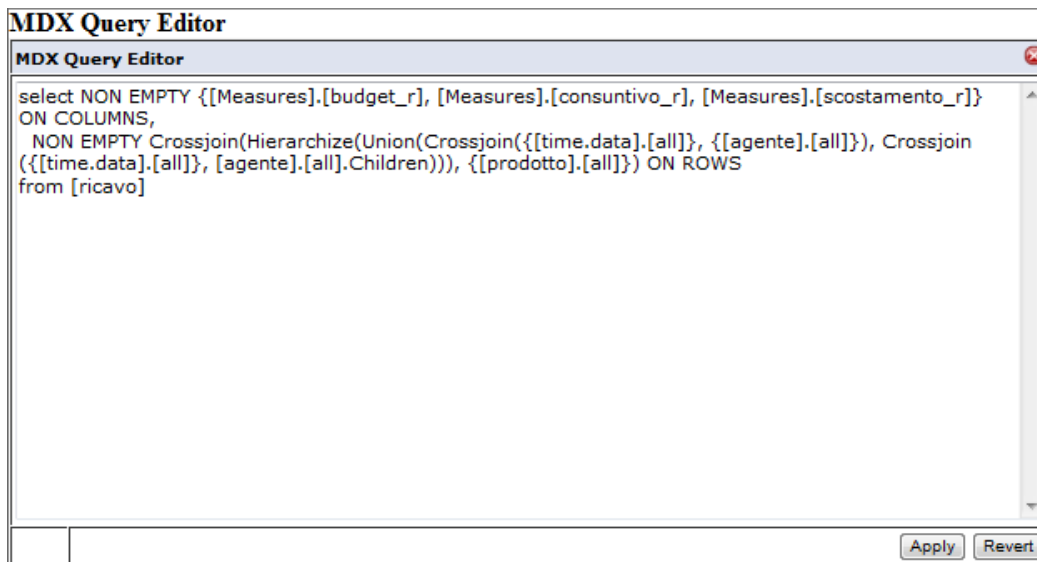 MDX Query Editor
MDX Query Editor
select NON EMPTY {[Measures].[budget_r], [Measures].[consuntivo_r], [Measures].[scostamento_r]}
ON COLUMNS,
NON EMPTY Crossjoin(Hierarchize(Union(Crossjoin({[time.data].[all]}, {[agente].[all]}), Crossjoin
({[time.data].[all]}, [agente].[all].Children))), {[prodotto].[all]}) ON ROWS
from [ricavo]
Apply Revert